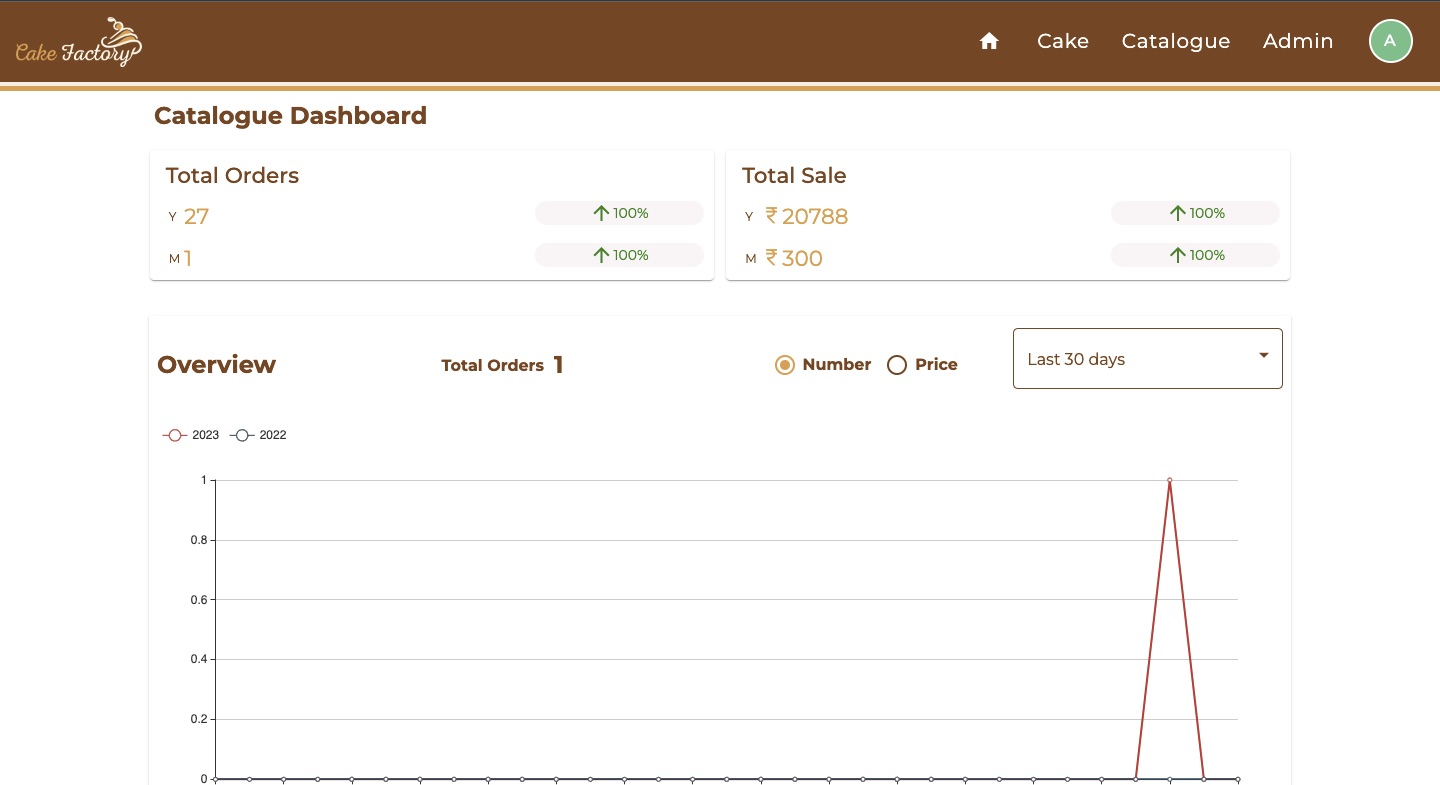 Cake Factory
Cake Catalogue Admin A
Catalogue Dashboard
Total Orders
Y 27 100%
M 1 100%
Total Sale
Y ₹ 20788 100%
M ₹ 300 100%
Overview Total Orders 1 Number Price Last 30 days
2023 2022
1
0.8
0.6
0.4
0.2
0